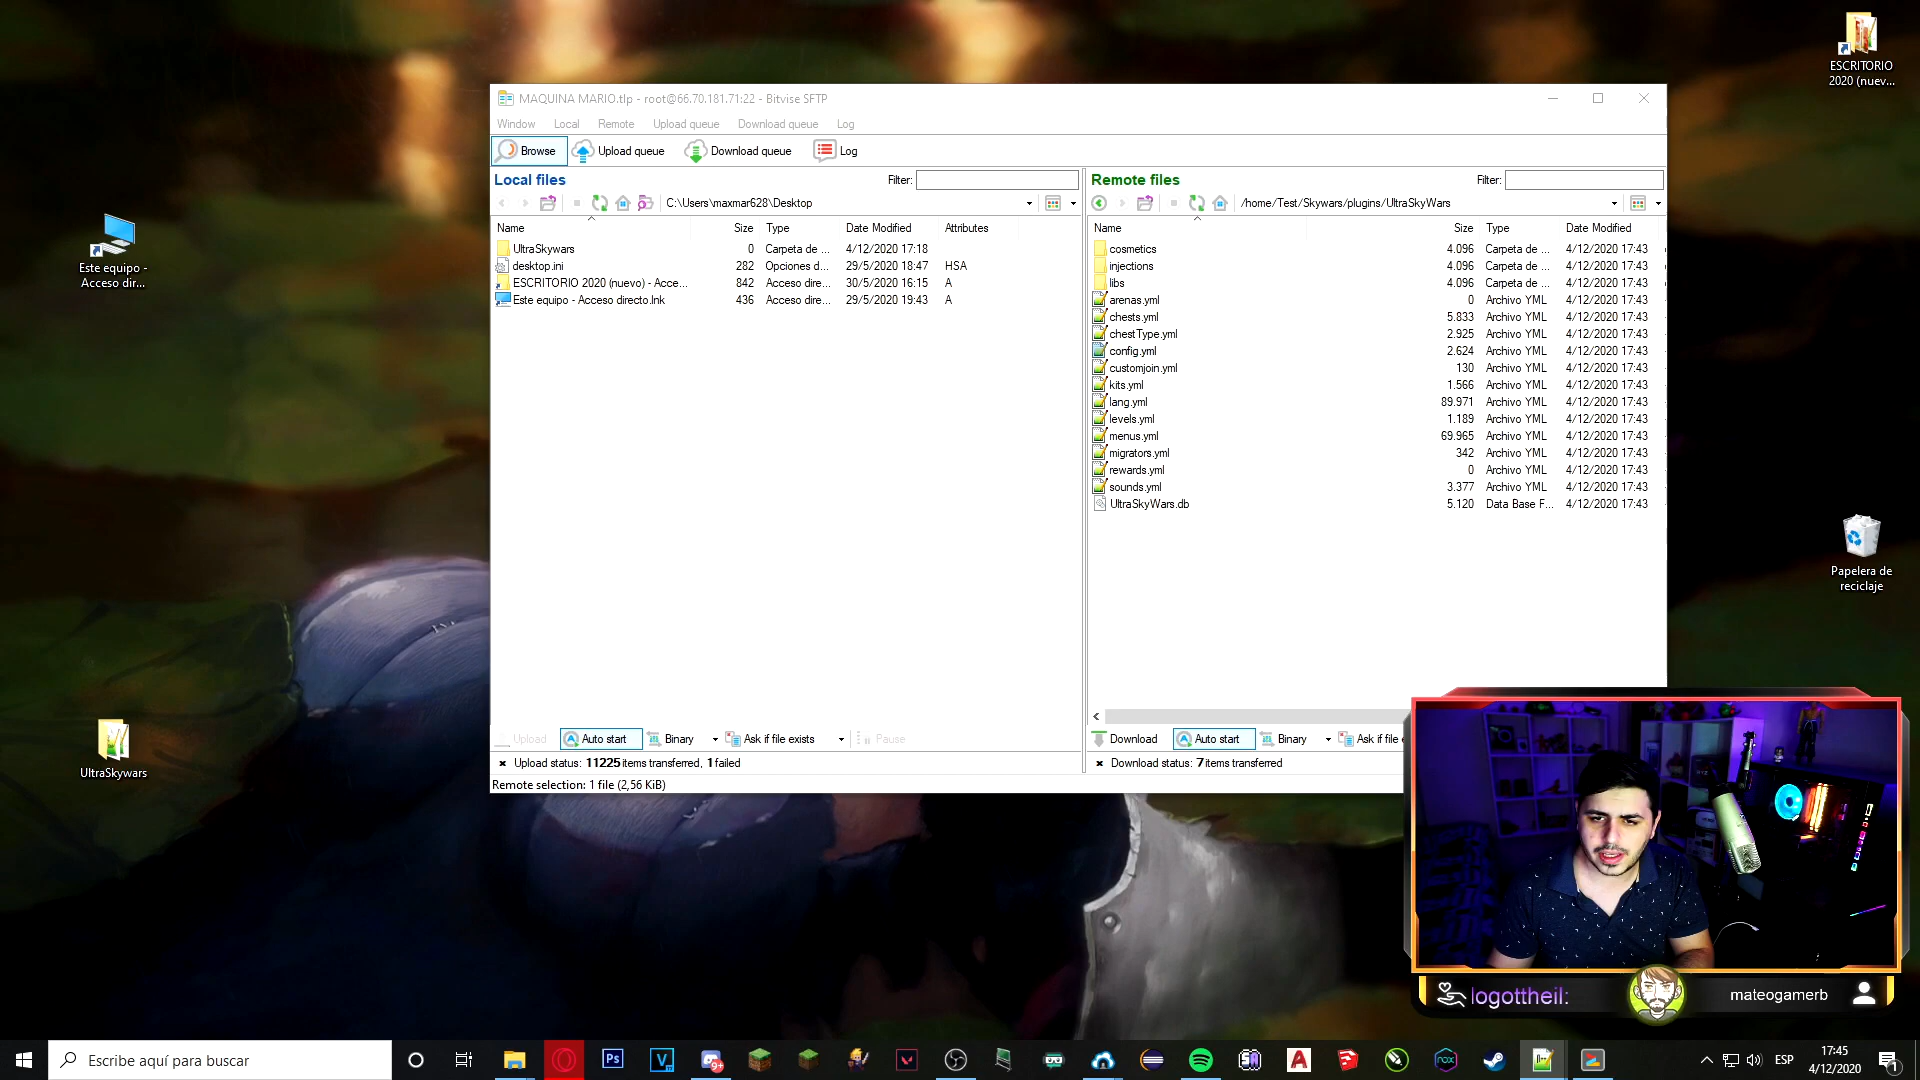 ESCRITORIO
2020 (nuev...
MAQUINA MARIO.tlp - root@66.70.181.71:22 - Bitvise SFTP
Window Local Remote Upload queue Download queue Log
Browse Upload queue Download queue Log
Local files Filter:
C:\Users\maxmar628\Desktop
Name Size Type Date Modified Attributes
UltraSkywars 0 Carpeta de ... 4/12/2020 17:18
desktop.ini 282 Opciones d... 29/5/2020 18:47 HSA
ESCRITORIO 2020 (nuevo) - Acce... 842 Acceso dire... 30/5/2020 16:15 A
Este equipo - Acceso directo.lnk 436 Acceso dire... 29/5/2020 19:43 A
Remote files Filter:
/home/Test/Skywars/plugins/UltraSkyWars
Name Size Type Date Modified
cosmetics 4.096 Carpeta de ... 4/12/2020 17:43
injections 4.096 Carpeta de ... 4/12/2020 17:43
libs 4.096 Carpeta de ... 4/12/2020 17:43
arenas.yml 0 Archivo YML 4/12/2020 17:43
chests.yml 5.833 Archivo YML 4/12/2020 17:43
chestType.yml 2.925 Archivo YML 4/12/2020 17:43
config.yml 2.624 Archivo YML 4/12/2020 17:43
customjoin.yml 130 Archivo YML 4/12/2020 17:43
kits.yml 1.566 Archivo YML 4/12/2020 17:43
lang.yml 89.971 Archivo YML 4/12/2020 17:43
levels.yml 1.189 Archivo YML 4/12/2020 17:43
menus.yml 69.965 Archivo YML 4/12/2020 17:43
migrators.yml 342 Archivo YML 4/12/2020 17:43
rewards.yml 0 Archivo YML 4/12/2020 17:43
sounds.yml 3.377 Archivo YML 4/12/2020 17:43
UltraSkyWars.db 5.120 Data Base F... 4/12/2020 17:43
Este equipo -
Acceso dir...
Papelera de
reciclaje
UltraSkywars
Upload Auto start Binary Ask if file exists Pause
Download Auto start Binary Ask if file e
Upload status: 11225 items transferred, 1 failed
Download status: 7 items transferred
Remote selection: 1 file (2,56 KiB)
logottheil:
mateogamerb
Escribe aquí para buscar
Ps
V
9+
A
ESP
17:45
4/12/2020
1